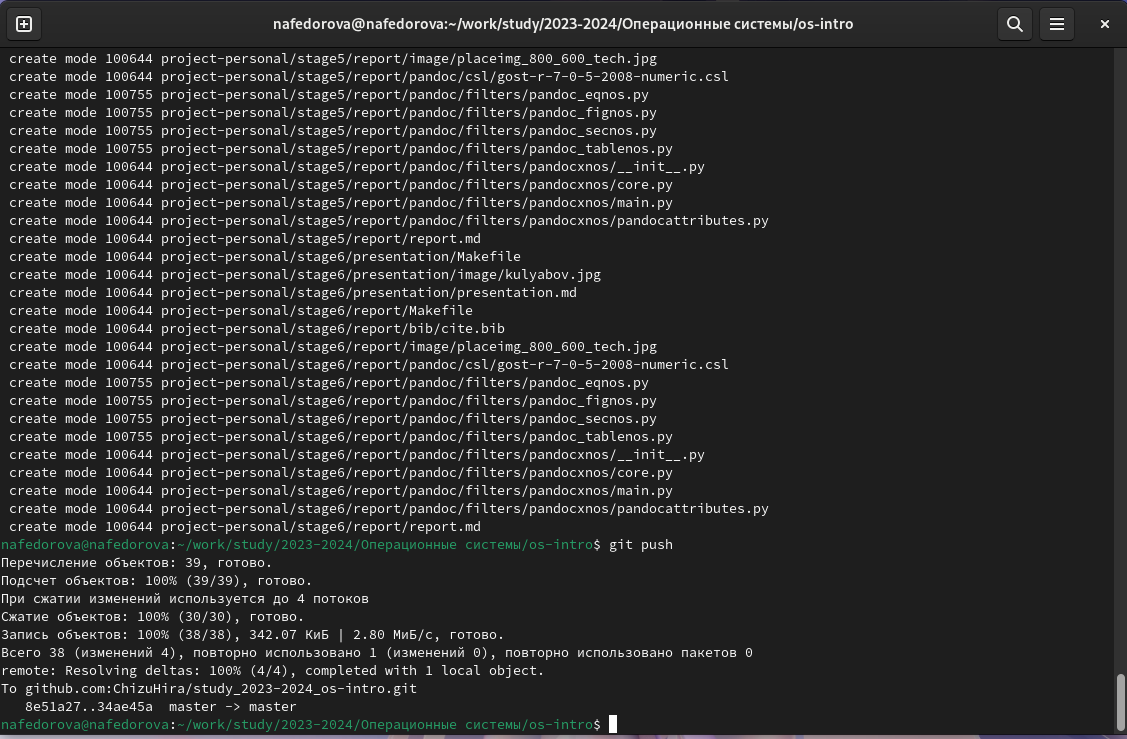 nafedorova@nafedorova:~/work/study/2023-2024/Операционные системы/os-intro
create mode 100644 project-personal/stage5/report/image/placeimg_800_600_tech.jpg
create mode 100644 project-personal/stage5/report/pandoc/csl/gost-r-7-0-5-2008-numeric.csl
create mode 100755 project-personal/stage5/report/pandoc/filters/pandoc_eqnos.py
create mode 100755 project-personal/stage5/report/pandoc/filters/pandoc_fignos.py
create mode 100755 project-personal/stage5/report/pandoc/filters/pandoc_secnos.py
create mode 100755 project-personal/stage5/report/pandoc/filters/pandoc_tablenos.py
create mode 100644 project-personal/stage5/report/pandoc/filters/pandocxnos/__init__.py
create mode 100644 project-personal/stage5/report/pandoc/filters/pandocxnos/core.py
create mode 100644 project-personal/stage5/report/pandoc/filters/pandocxnos/main.py
create mode 100644 project-personal/stage5/report/pandoc/filters/pandocxnos/pandocattributes.py
create mode 100644 project-personal/stage5/report/report.md
create mode 100644 project-personal/stage6/presentation/Makefile
create mode 100644 project-personal/stage6/presentation/image/kulyabov.jpg
create mode 100644 project-personal/stage6/presentation/presentation.md
create mode 100644 project-personal/stage6/report/Makefile
create mode 100644 project-personal/stage6/report/bib/cite.bib
create mode 100644 project-personal/stage6/report/image/placeimg_800_600_tech.jpg
create mode 100644 project-personal/stage6/report/pandoc/csl/gost-r-7-0-5-2008-numeric.csl
create mode 100755 project-personal/stage6/report/pandoc/filters/pandoc_eqnos.py
create mode 100755 project-personal/stage6/report/pandoc/filters/pandoc_fignos.py
create mode 100755 project-personal/stage6/report/pandoc/filters/pandoc_secnos.py
create mode 100755 project-personal/stage6/report/pandoc/filters/pandoc_tablenos.py
create mode 100644 project-personal/stage6/report/pandoc/filters/pandocxnos/__init__.py
create mode 100644 project-personal/stage6/report/pandoc/filters/pandocxnos/core.py
create mode 100644 project-personal/stage6/report/pandoc/filters/pandocxnos/main.py
create mode 100644 project-personal/stage6/report/pandoc/filters/pandocxnos/pandocattributes.py
create mode 100644 project-personal/stage6/report/report.md
nafedorova@nafedorova:~/work/study/2023-2024/Операционные системы/os-intro$ git push
Перечисление объектов: 39, готово.
Подсчет объектов: 100% (39/39), готово.
При сжатии изменений используется до 4 потоков
Сжатие объектов: 100% (30/30), готово.
Запись объектов: 100% (38/38), 342.07 КиБ | 2.80 МиБ/с, готово.
Всего 38 (изменений 4), повторно использовано 1 (изменений 0), повторно использовано пакетов 0
remote: Resolving deltas: 100% (4/4), completed with 1 local object.
To github.com:ChizuHira/study_2023-2024_os-intro.git
8e51a27..34ae45a  master -> master
nafedorova@nafedorova:~/work/study/2023-2024/Операционные системы/os-intro$